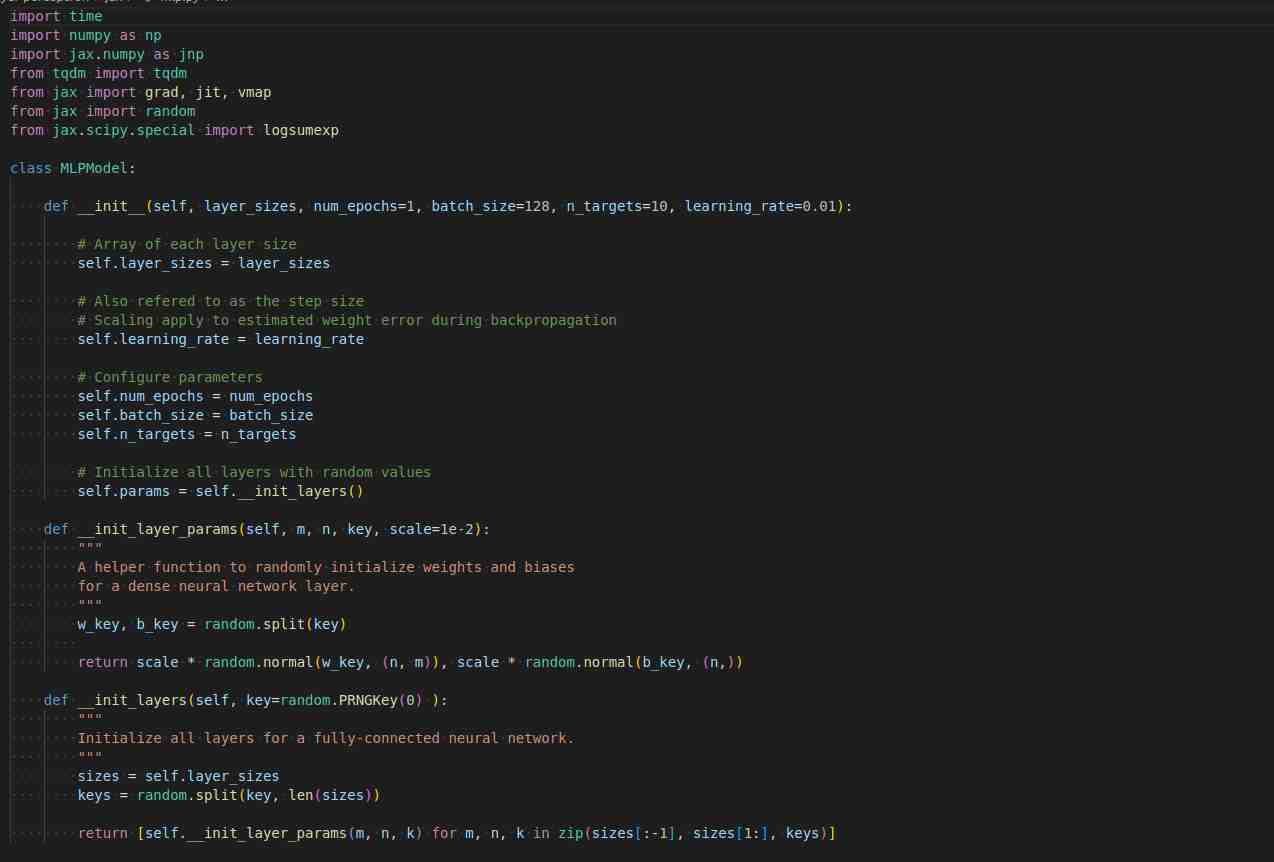 import time
import numpy as np
import jax.numpy as jnp
from tqdm import tqdm
from jax import grad, jit, vmap
from jax import random
from jax.scipy.special import logsumexp

class MLPModel:

    def __init__(self, layer_sizes, num_epochs=1, batch_size=128, n_targets=10, learning_rate=0.01):

        # Array of each layer size
        self.layer_sizes = layer_sizes

        # Also refered to as the step size
        # Scaling apply to estimated weight error during backpropagation
        self.learning_rate = learning_rate

        # Configure parameters
        self.num_epochs = num_epochs
        self.batch_size = batch_size
        self.n_targets = n_targets

        # Initialize all layers with random values
        self.params = self.__init_layers()

    def __init_layer_params(self, m, n, key, scale=1e-2):
        """
        A helper function to randomly initialize weights and biases
        for a dense neural network layer.
        """
        w_key, b_key = random.split(key)

        return scale * random.normal(w_key, (n, m)), scale * random.normal(b_key, (n,))

    def __init_layers(self, key=random.PRNGKey(0) ):
        """
        Initialize all layers for a fully-connected neural network.
        """
        sizes = self.layer_sizes
        keys = random.split(key, len(sizes))

        return [self.__init_layer_params(m, n, k) for m, n, k in zip(sizes[:-1], sizes[1:], keys)]